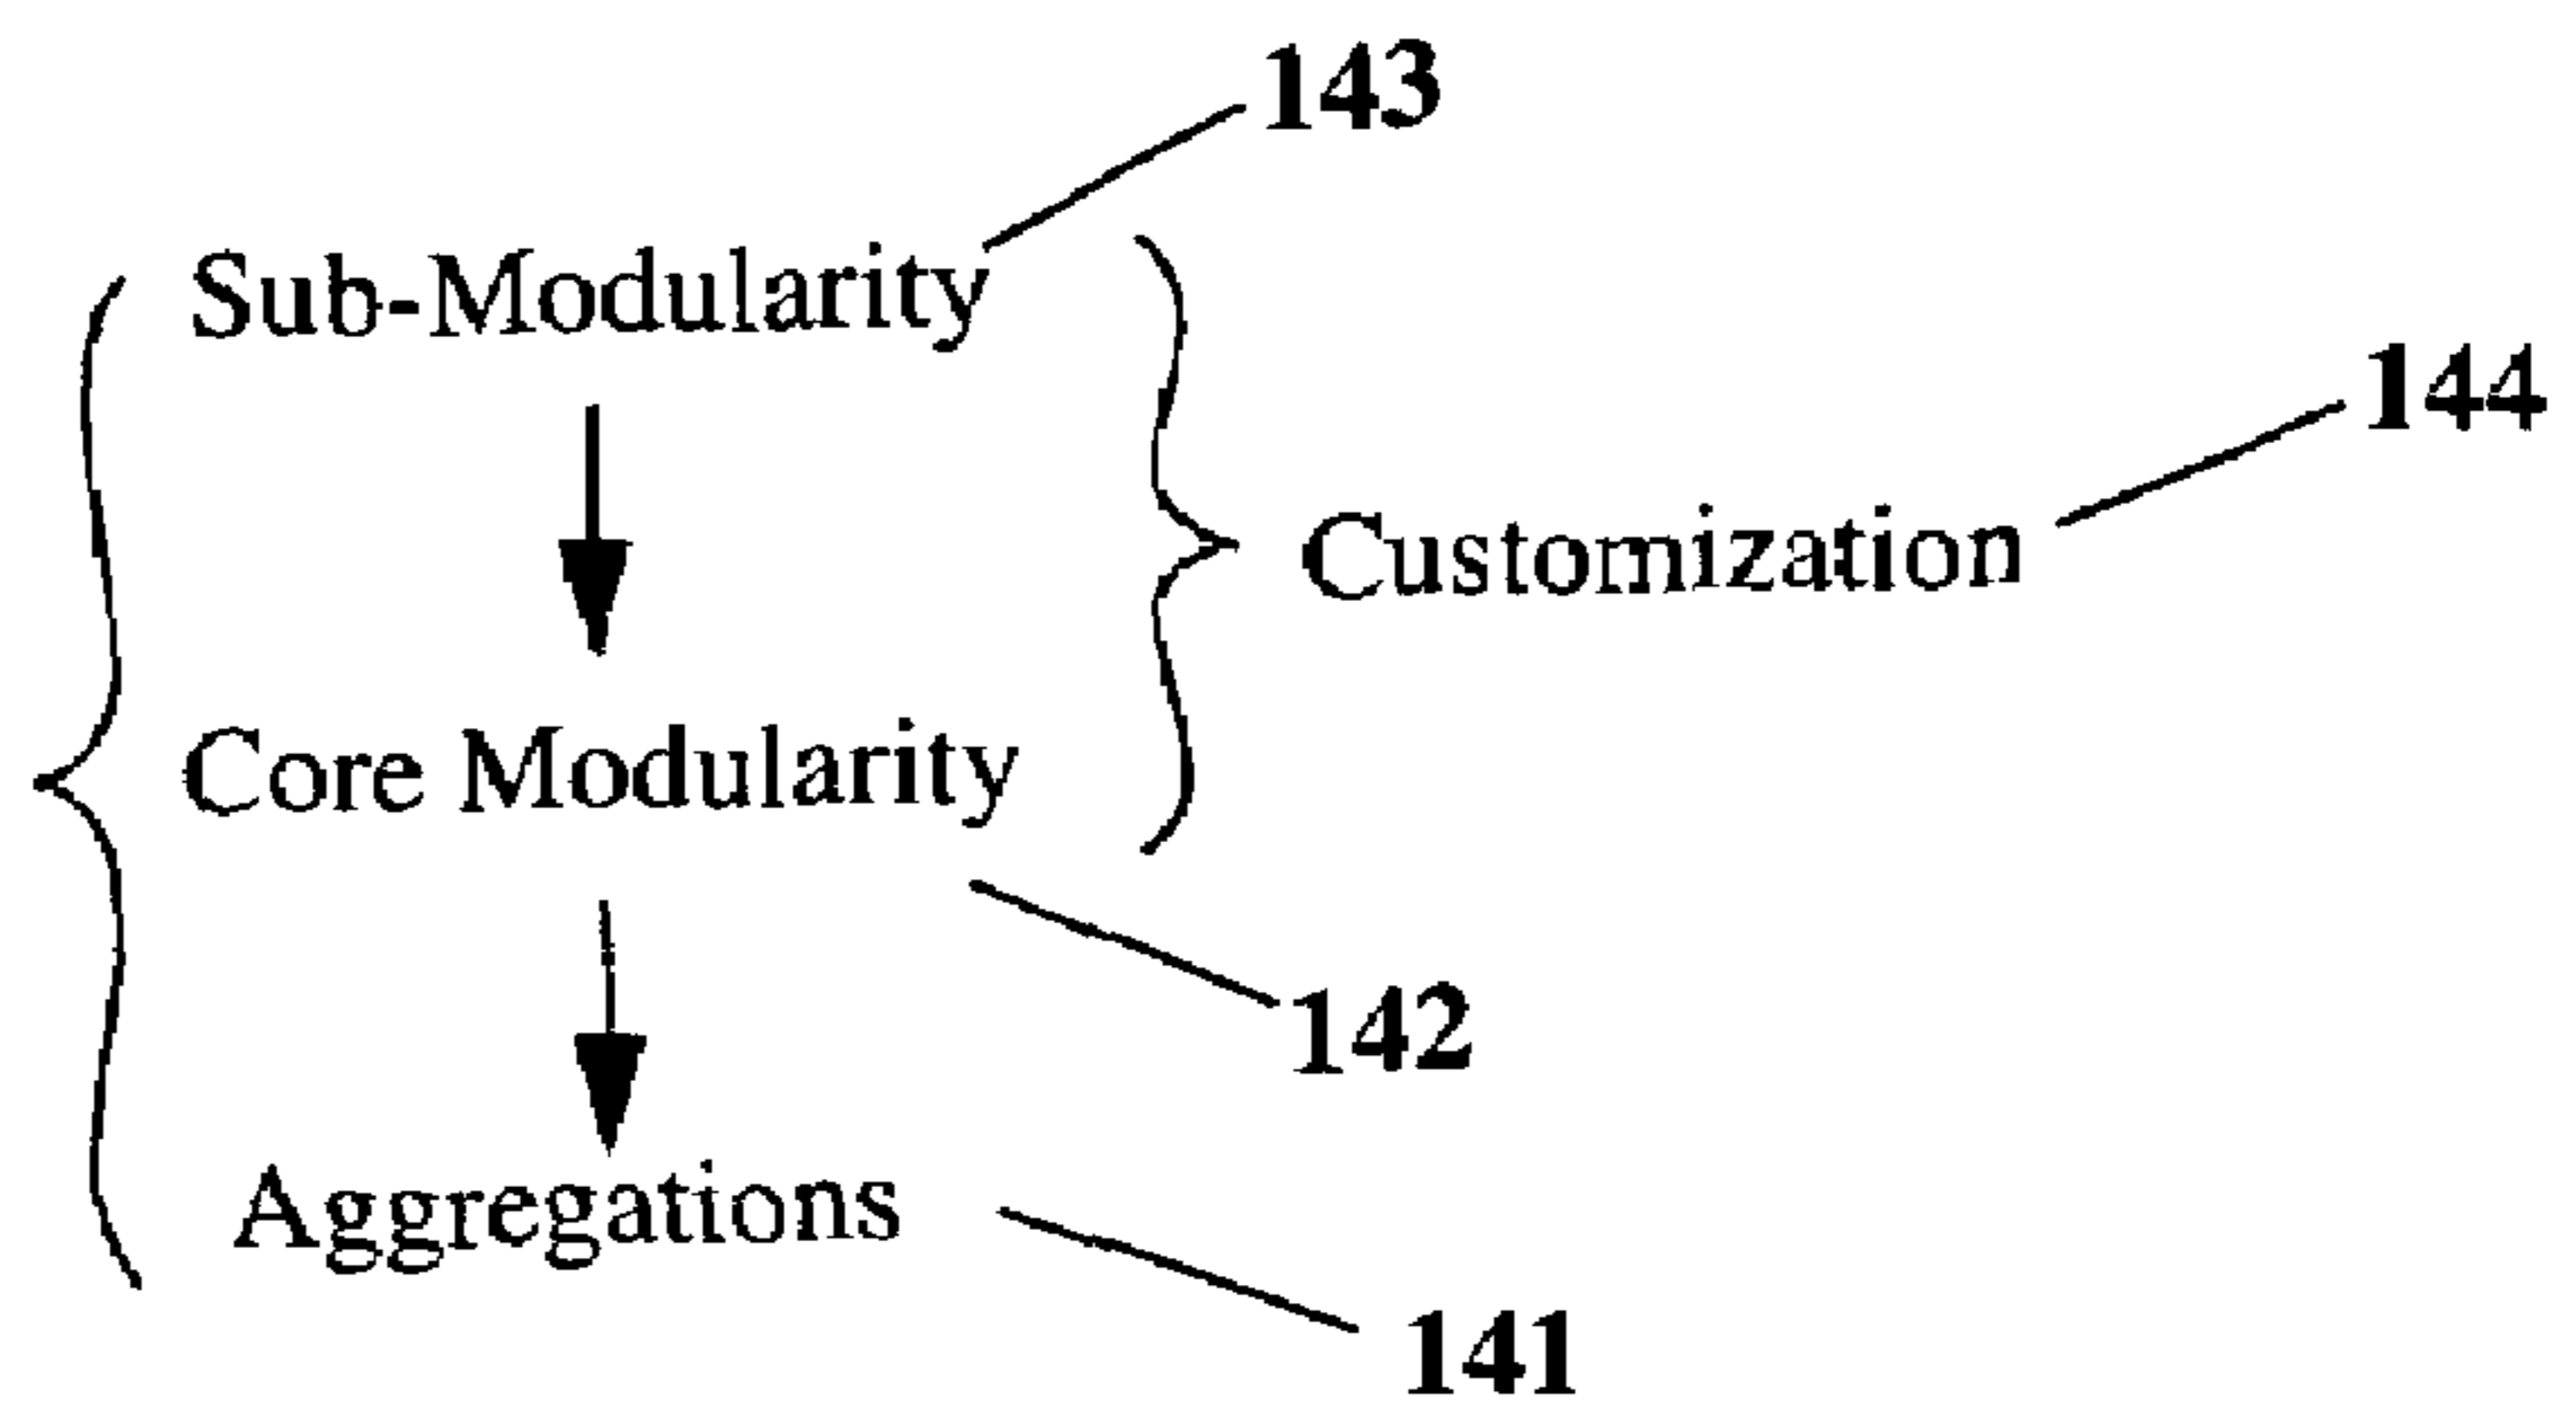 143
Sub-Modularity
144
Customization
Core Modularity
142
Aggregations
141